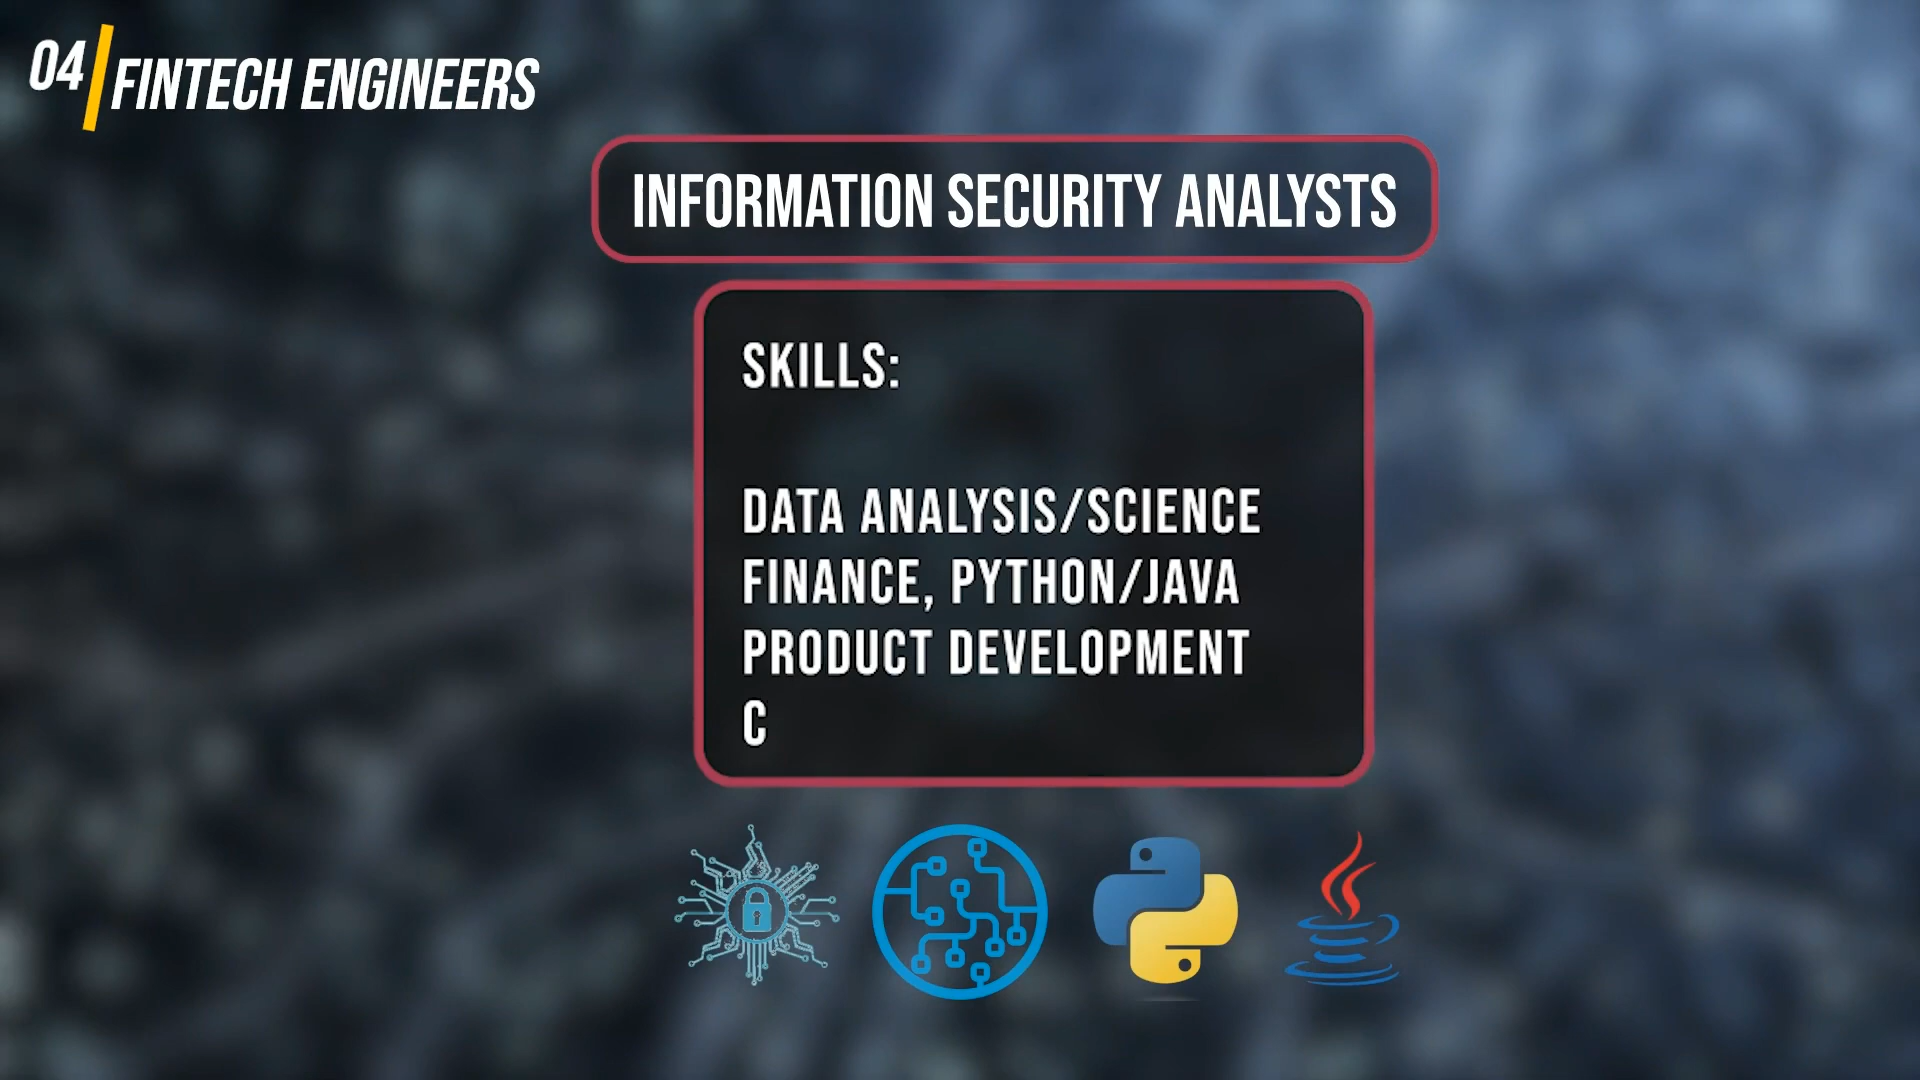 04
FINTECH ENGINEERS
INFORMATION SECURITY ANALYSTS
SKILLS:
DATA ANALYSIS/SCIENCE
FINANCE, PYTHON/JAVA
PRODUCT DEVELOPMENT
C